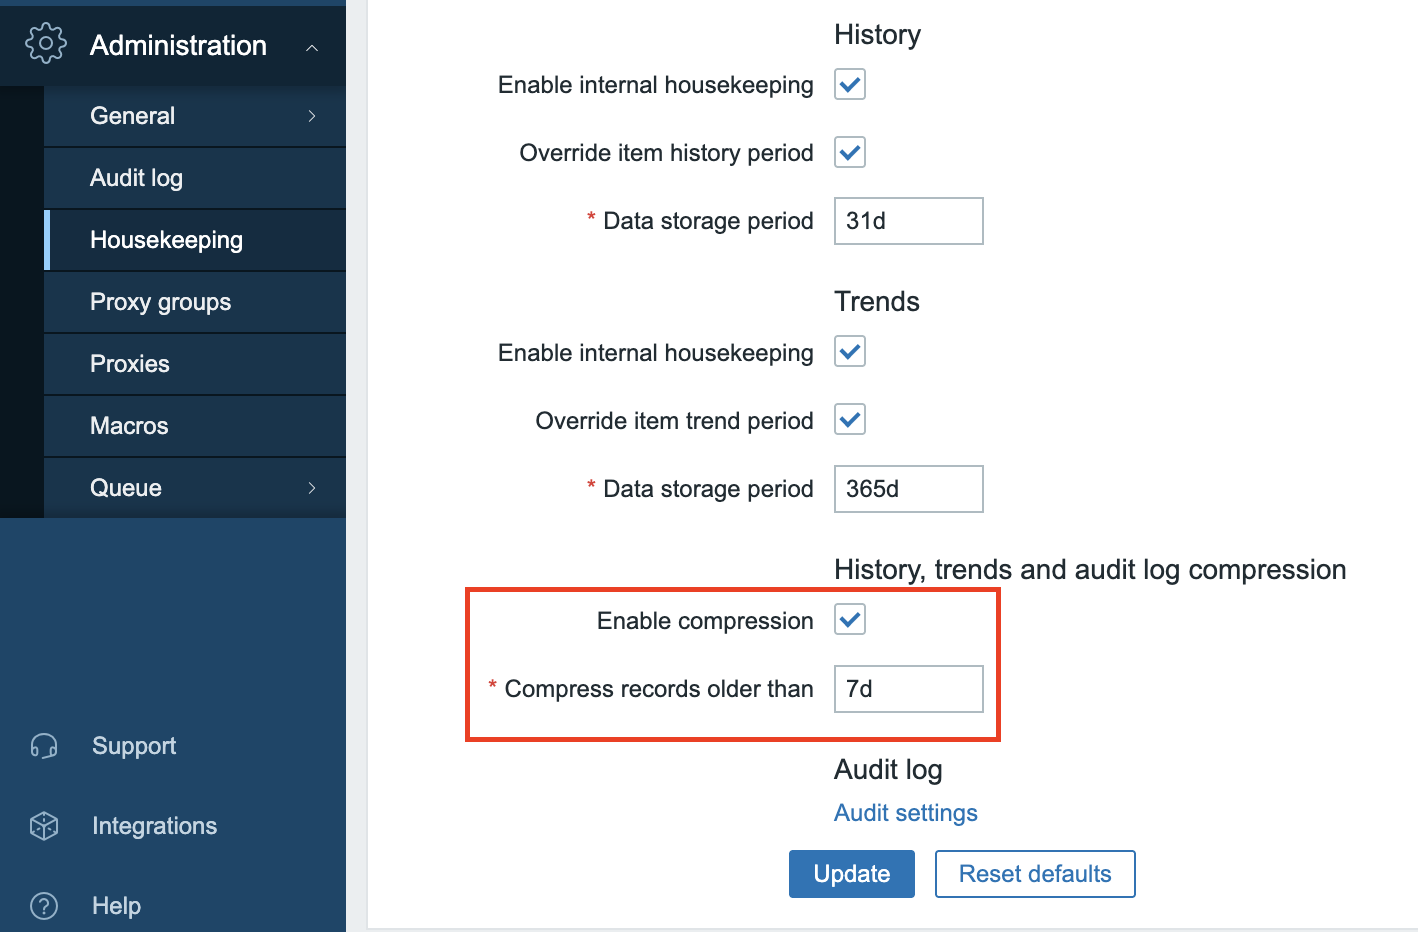 Administration
General
Audit log
Housekeeping
Proxy groups
Proxies
Macros
Queue
Support
Integrations
Help
History
Enable internal housekeeping
Override item history period
* Data storage period 31d
Trends
Enable internal housekeeping
Override item trend period
* Data storage period 365d
History, trends and audit log compression
Enable compression
* Compress records older than 7d
Audit log
Audit settings
Update Reset defaults